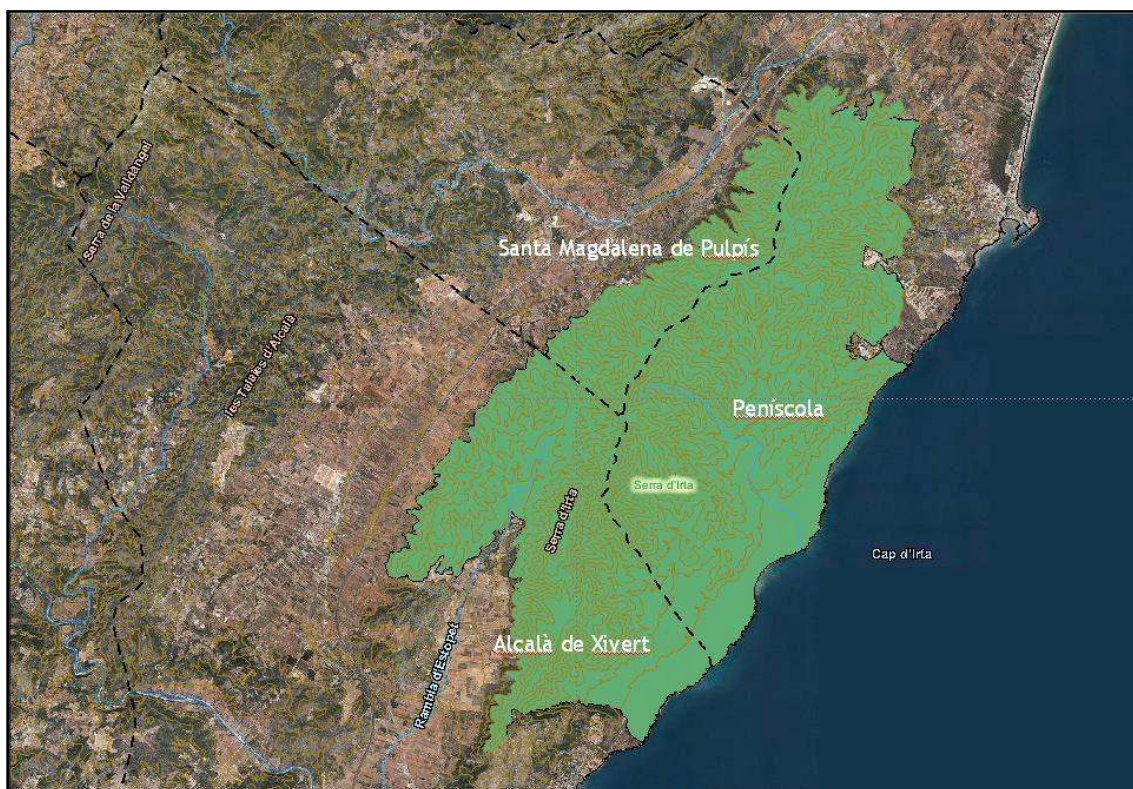 Serra de la Valldàngel
Santa Magdalena de Pulpís
les Talaies d'Alcalà
Peníscola
Serra d'Irta
Serra d'Irta
Cap d'Irta
Alcalà de Xivert
Rambla d'Estopet